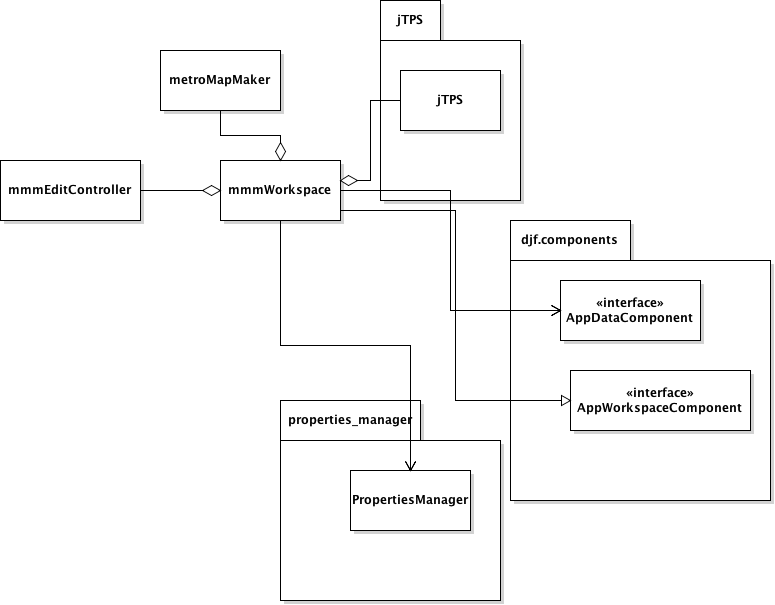 jTPS
metroMapMaker
jTPS
mmmEditController
mmmWorkspace
djf.components
«interface»
AppDataComponent
«interface»
AppWorkspaceComponent
properties_manager
PropertiesManager